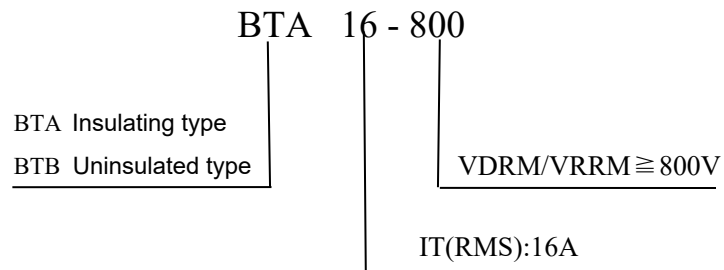 BTA 16 - 800
BTA Insulating type
BTB Uninsulated type
VDRM/VRRM≧800V
IT(RMS):16A